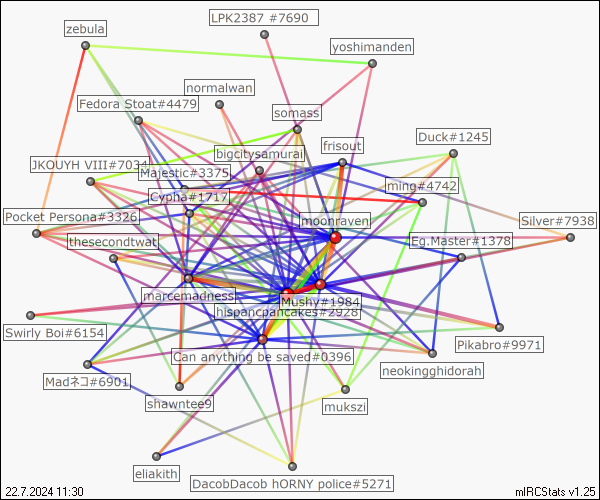 LPK2387 #7690
zebula
yoshimanden
normalwan
Fedora Stoat#4479
somass
Duck#1245
frisout
bigcitysamurai
JKOUYH VIII#7034
Majestic#3375
ming#4742
Cypha#1717
Pocket Persona#3326
moonraven
Silver#7938
thesecondtwat
Eg.Master#1378
marcemadness
Mushy#1984
hispancpancakes#2928
Swirly Boi#6154
Pikabro#9971
Can anything be saved#0396
neokingghidorah
Madネコ#6901
shawntee9
mukszi
eliakith
DacobDacob hORNY police#5271
22.7.2024 11:30
mIRCStats v1.25